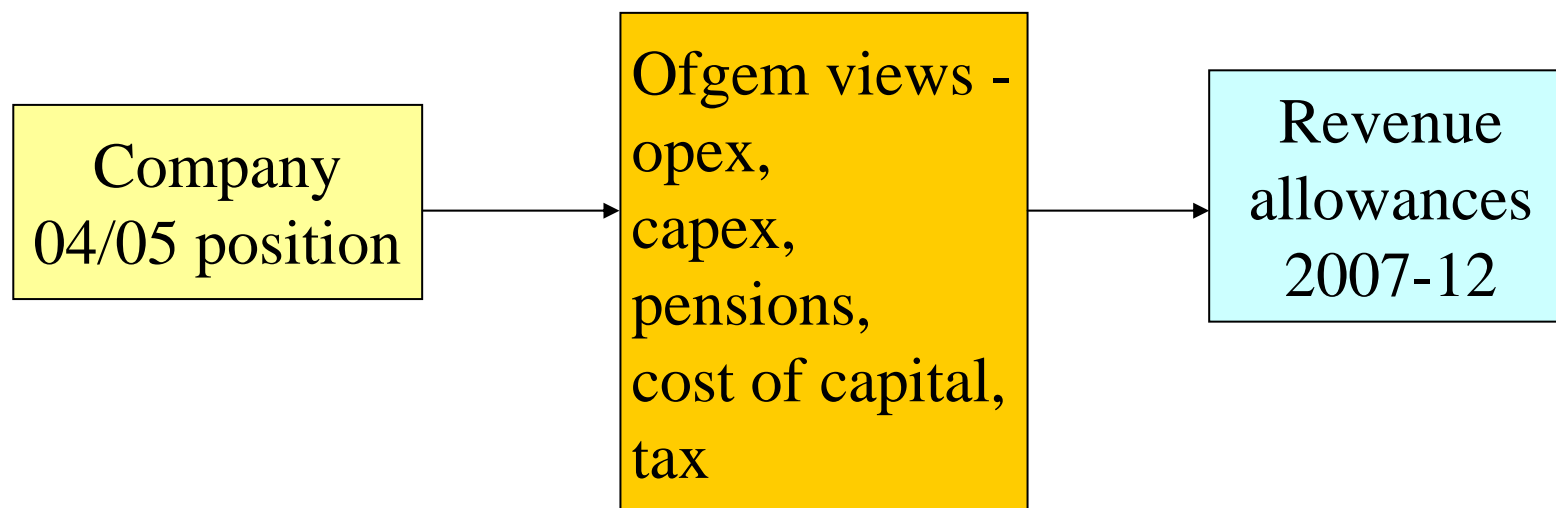 Company
04/05 position
Ofgem views -
opex,
capex,
pensions,
cost of capital,
tax
Revenue
allowances
2007-12